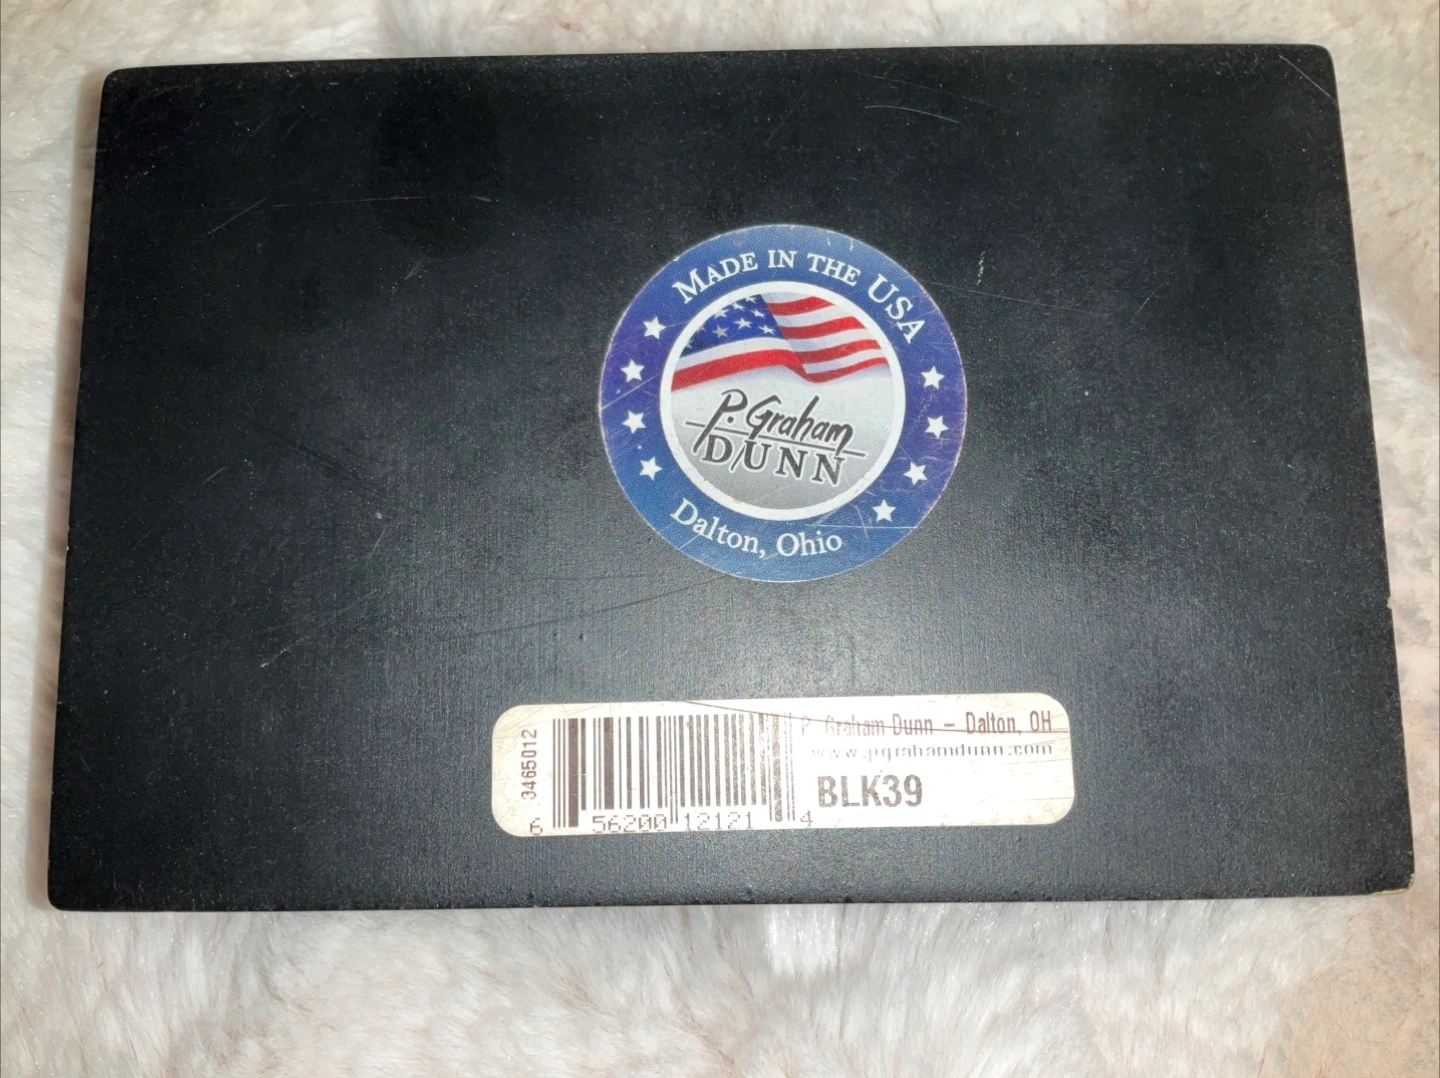 MADE IN THE USA
P. Graham
DUNN
Dalton, Ohio
3465012
P. Graham Dunn – Dalton, OH
www.pgrahamdunn.com
BLK39
6 56200 12121 4